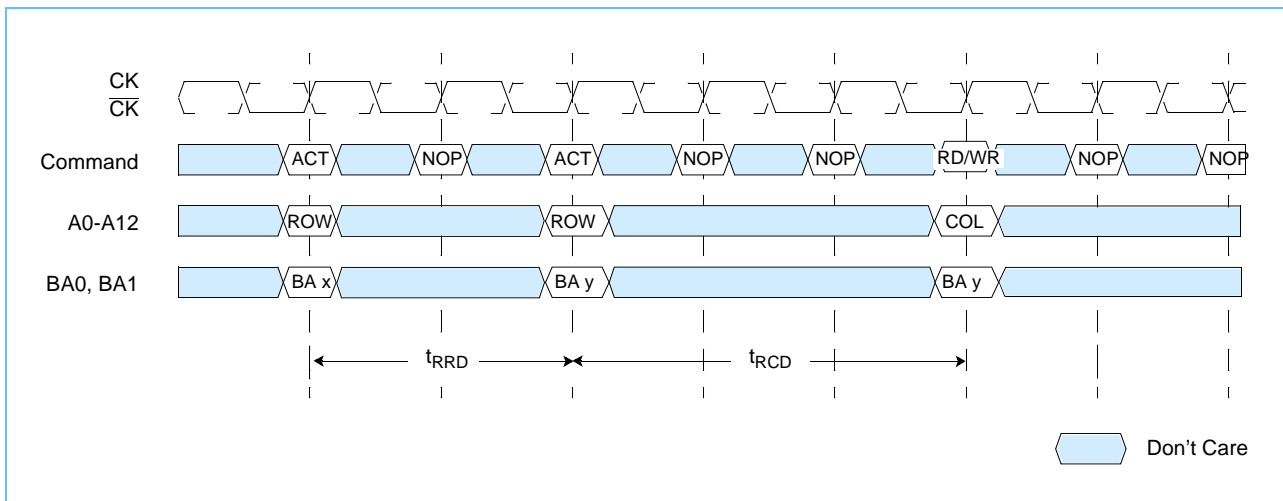 CK
CK
Command ACT NOP ACT NOP NOP RD/WR NOP NOP
A0-A12 ROW ROW COL
BA0, BA1 BA x BA y BA y
tRRD tRCD
Don't Care